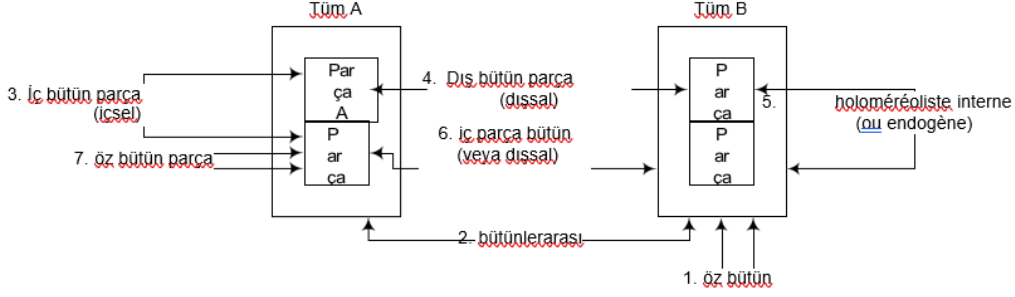 Tüm A
Tüm B
Par
ça
A
P
ar
ça
P
ar
ça
P
ar
ça
3. İç bütün parça
(içsel)
4. Dış bütün parça
(dışsal)
5.
holoméréoliste interne
(ou endogène)
6. iç parça bütün
(veya dışsal)
7. öz bütün parça
2. bütünlerarası
1. öz bütün